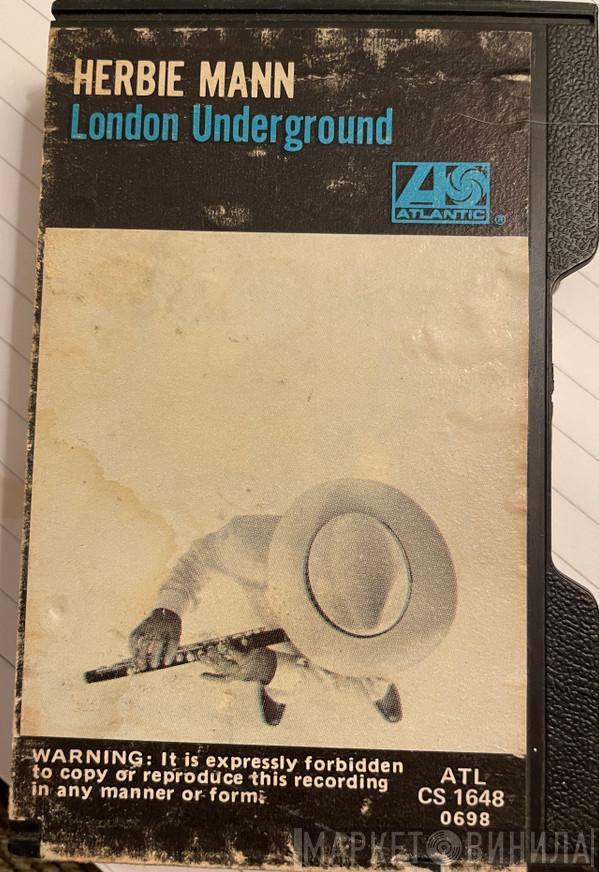 HERBIE MANN
London Underground
ATLANTIC ®
WARNING: It is expressly forbidden
to copy or reproduce this recording
in any manner or form.
ATL
CS 1648
0698
МАРКЕТ ВИНИЛА